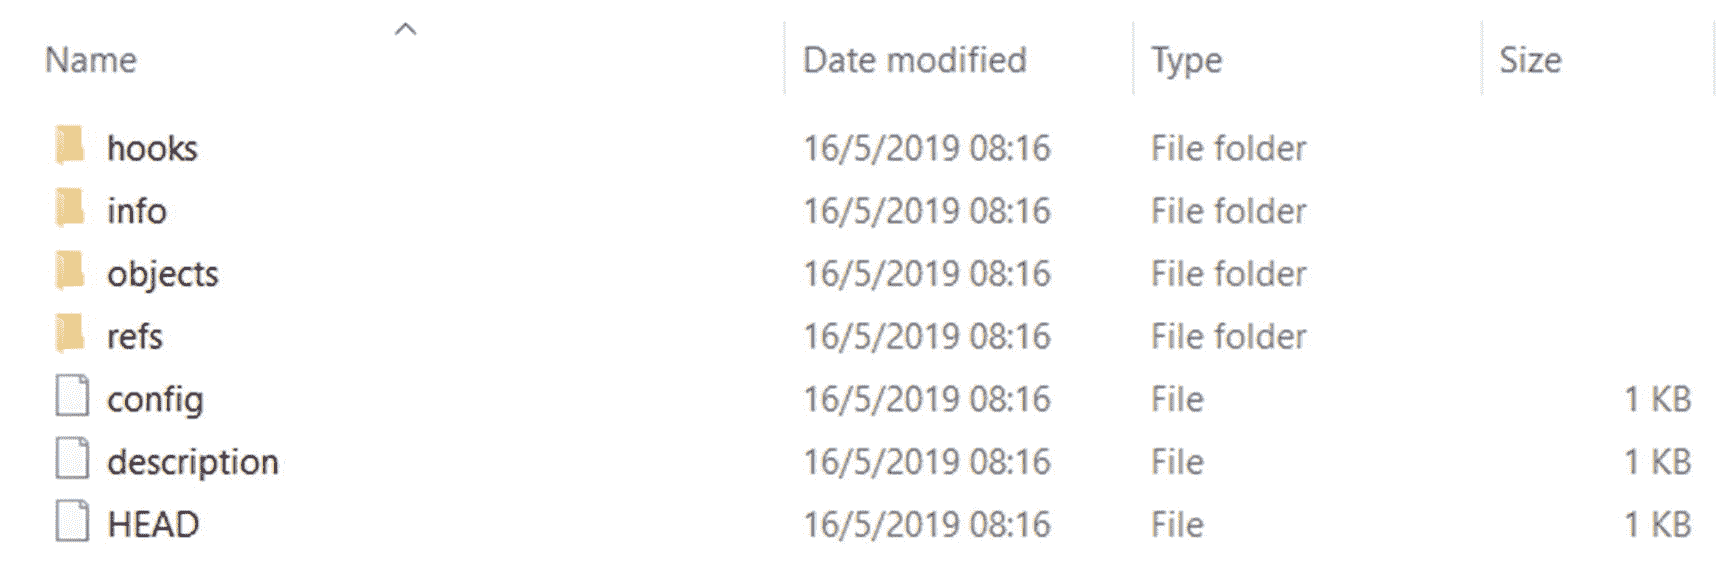 Name Date modified Type Size
hooks 16/5/2019 08:16 File folder
info 16/5/2019 08:16 File folder
objects 16/5/2019 08:16 File folder
refs 16/5/2019 08:16 File folder
config 16/5/2019 08:16 File 1 KB
description 16/5/2019 08:16 File 1 KB
HEAD 16/5/2019 08:16 File 1 KB